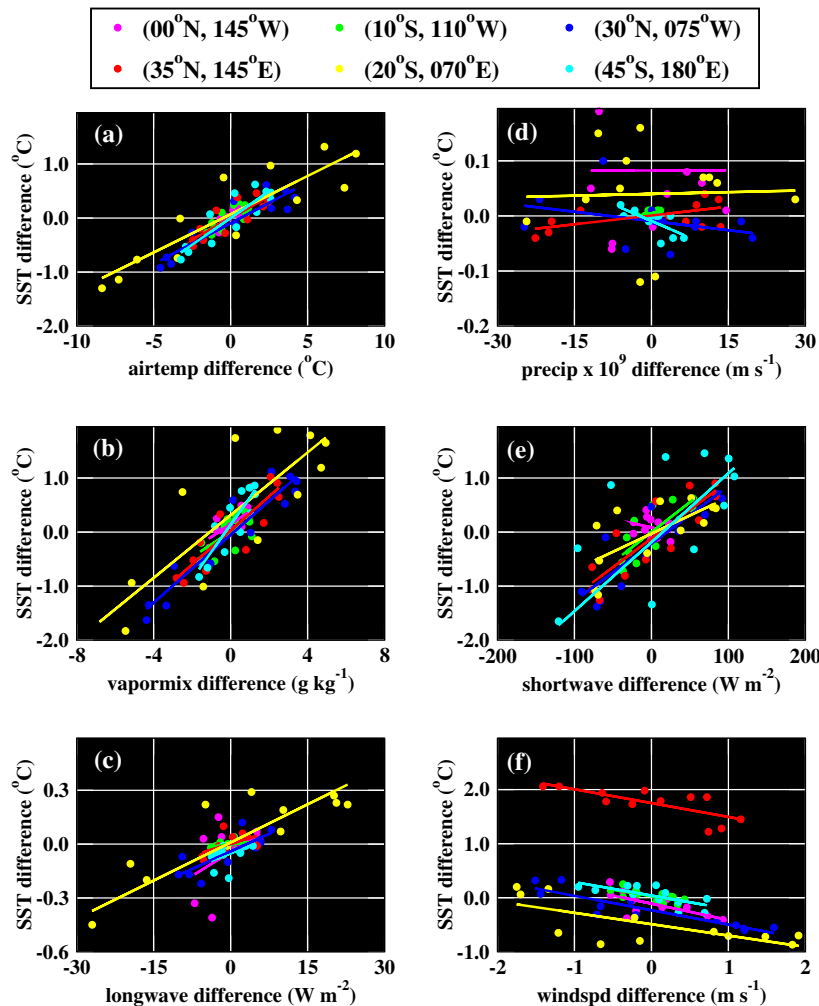 (00°N, 145°W) (10°S, 110°W) (30°N, 075°W)
(35°N, 145°E) (20°S, 070°E) (45°S, 180°E)
(a)
SST difference (°C)
1.0
0.0
-1.0
-2.0
-10 -5 0 5 10
airtemp difference (°C)
(d)
SST difference (°C)
0.1
0.0
-0.1
-0.2
-30 -15 0 15 30
precip x 10⁹ difference (m s⁻¹)
(b)
SST difference (°C)
1.0
0.0
-1.0
-2.0
-8 -4 0 4 8
vapormix difference (g kg⁻¹)
(e)
SST difference (°C)
1.0
0.0
-1.0
-2.0
-200 -100 0 100 200
shortwave difference (W m⁻²)
(c)
SST difference (°C)
0.3
0.0
-0.3
-0.6
-30 -15 0 15 30
longwave difference (W m⁻²)
(f)
SST difference (°C)
2.0
1.0
0.0
-1.0
-2 -1 0 1 2
windspd difference (m s⁻¹)